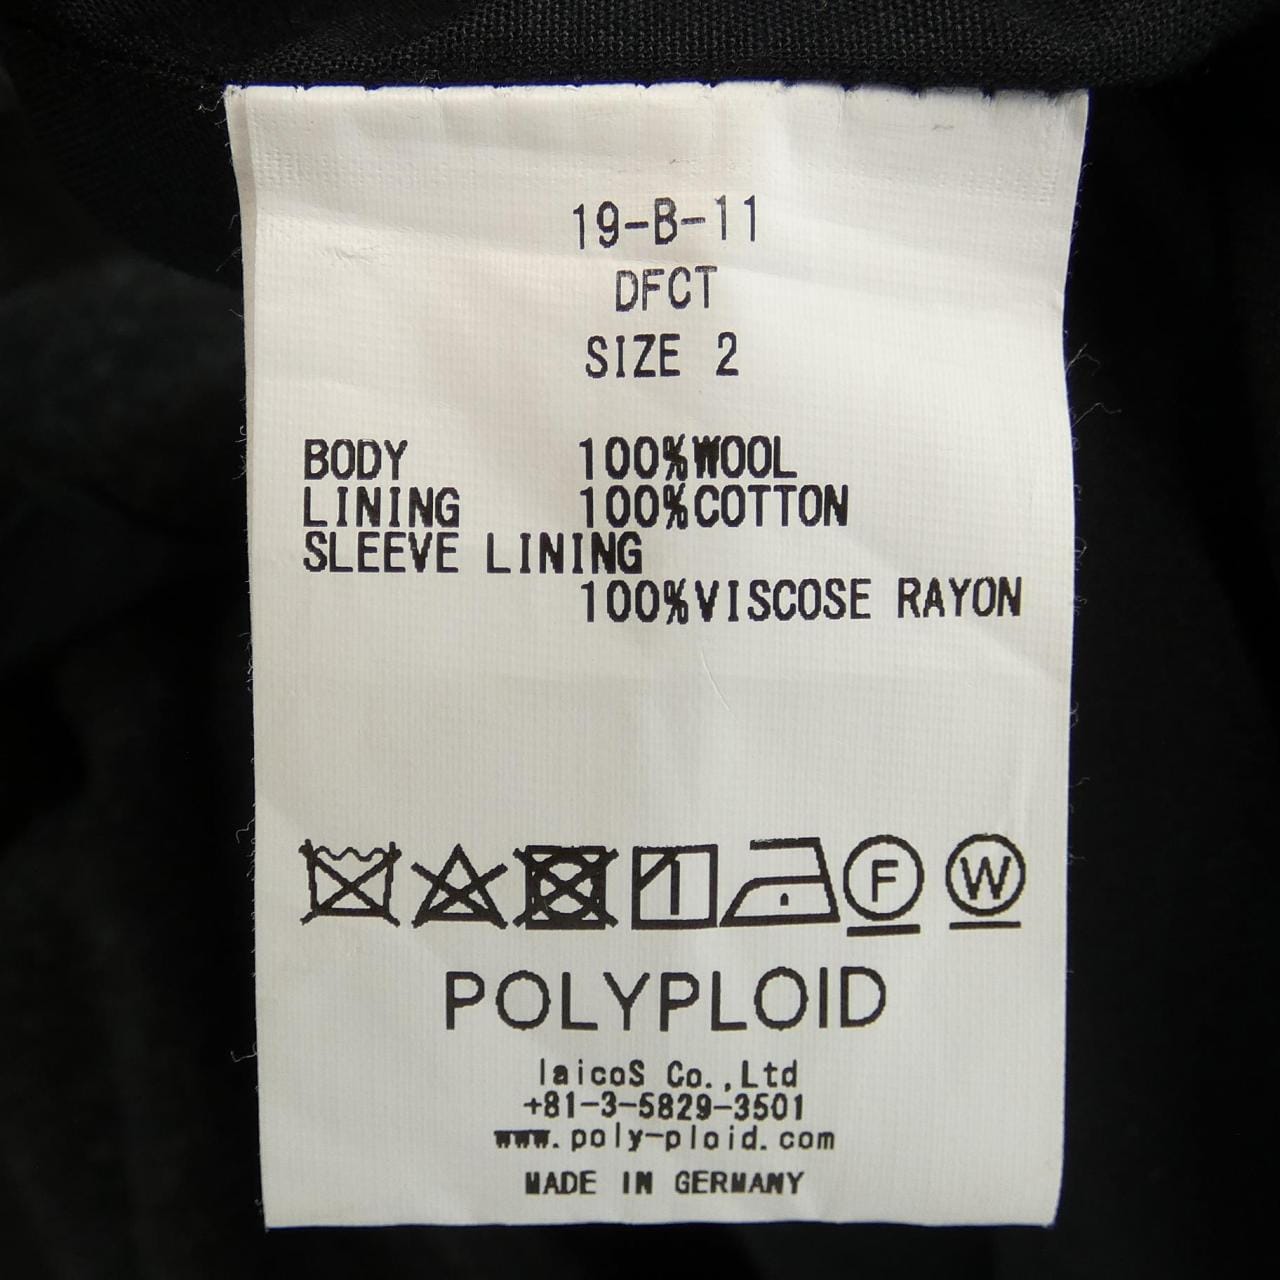 19-B-11
DFCT
SIZE 2
BODY 100%WOOL
LINING 100%COTTON
SLEEVE LINING
100%VISCOSE RAYON
F W
POLYPLOID
laicoS Co.,Ltd
+81-3-5829-3501
www.poly-ploid.com
MADE IN GERMANY